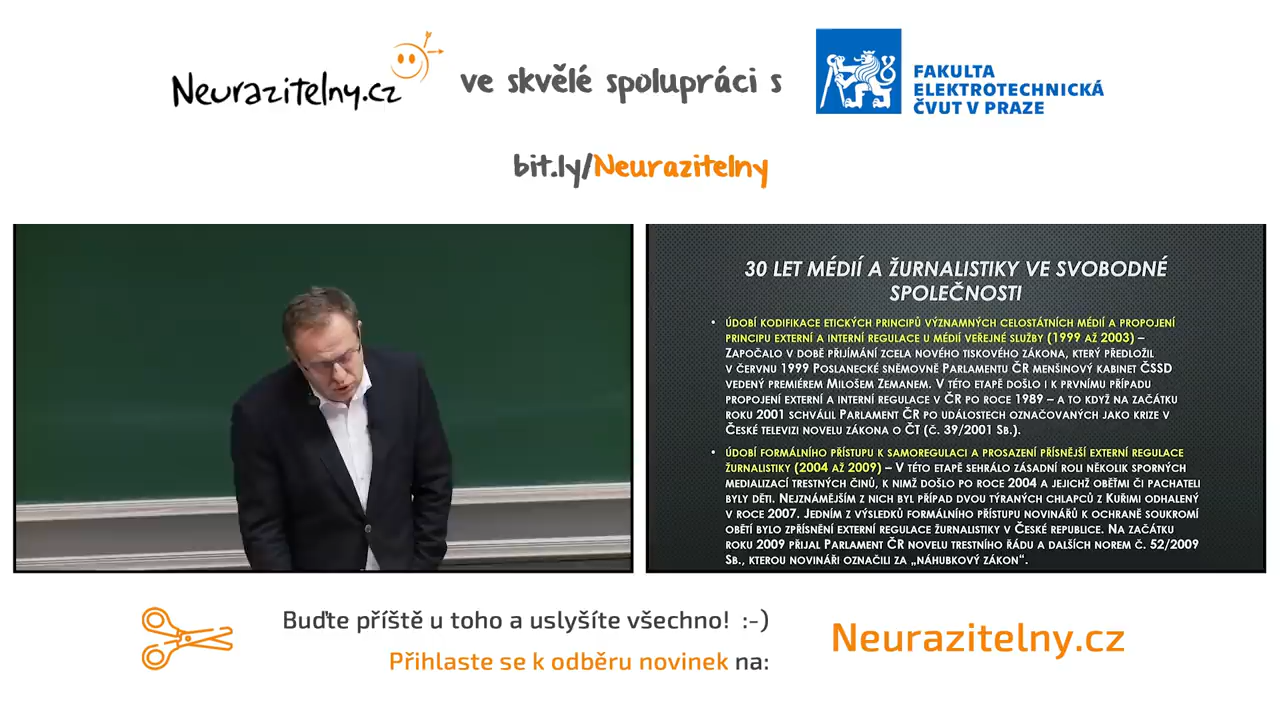 Neurazitelny.cz ve skvělé spolupráci s
FAKULTA
ELEKTROTECHNICKÁ
ČVUT V PRAZE
bit.ly/Neurazitelny
30 LET MÉDIÍ A ŽURNALISTIKY VE SVOBODNÉ
SPOLEČNOSTI
• ÚDOBÍ KODIFIKACE ETICKÝCH PRINCIPŮ VÝZNAMNÝCH CELOSTÁTNÍCH MÉDIÍ A PROPOJENÍ
PRINCIPU EXTERNÍ A INTERNÍ REGULACE U MÉDIÍ VEŘEJNÉ SLUŽBY (1999 AŽ 2003) –
ZAPOČALO V DOBĚ PŘIJÍMÁNÍ ZCELA NOVÉHO TISKOVÉHO ZÁKONA, KTERÝ PŘEDLOŽIL
V ČERVNU 1999 POSLANECKÉ SNĚMOVNĚ PARLAMENTU ČR MENŠINOVÝ KABINET ČSSD
VEDENÝ PREMIÉREM MILOŠEM ZEMANEM. V TÉTO ETAPĚ DOŠLO I K PRVNÍMU PŘÍPADU
PROPOJENÍ EXTERNÍ A INTERNÍ REGULACE V ČR PO ROCE 1989 – A TO KDYŽ NA ZAČÁTKU
ROKU 2001 SCHVÁLIL PARLAMENT ČR PO UDÁLOSTECH OZNAČOVANÝCH JAKO KRIZE V
ČESKÉ TELEVIZI NOVELU ZÁKONA O ČT (Č. 39/2001 SB.).
• ÚDOBÍ FORMÁLNÍHO PŘÍSTUPU K SAMOREGULACI A PROSAZENÍ PŘÍSNĚJŠÍ EXTERNÍ REGULACE
ŽURNALISTIKY (2004 AŽ 2009) – V TÉTO ETAPĚ SEHRÁLO ZÁSADNÍ ROLI NĚKOLIK SPORNÝCH
MEDIALIZACÍ TRESTNÝCH ČINŮ, K NIMŽ DOŠLO PO ROCE 2004 A JEJICHŽ OBĚŤMI ČI PACHATELI
BYLY DĚTI. NEJZNÁMĚJŠÍM Z NICH BYL PŘÍPAD DVOU TÝRANÝCH CHLAPCŮ Z KUŘIMI ODHALENÝ
V ROCE 2007. JEDNÍM Z VÝSLEDKŮ FORMÁLNÍHO PŘÍSTUPU NOVINÁŘŮ K OCHRANĚ SOUKROMÍ
OBĚTÍ BYLO ZPŘÍSNĚNÍ EXTERNÍ REGULACE ŽURNALISTIKY V ČESKÉ REPUBLICE. NA ZAČÁTKU
ROKU 2009 PŘIJAL PARLAMENT ČR NOVELU TRESTNÍHO ŘÁDU A DALŠÍCH NOREM Č. 52/2009
SB., KTEROU NOVINÁŘI OZNAČILI ZA „NÁHUBKOVÝ ZÁKON“.
Buďte příště u toho a uslyšíte všechno! :-)
Přihlaste se k odběru novinek na:
Neurazitelny.cz